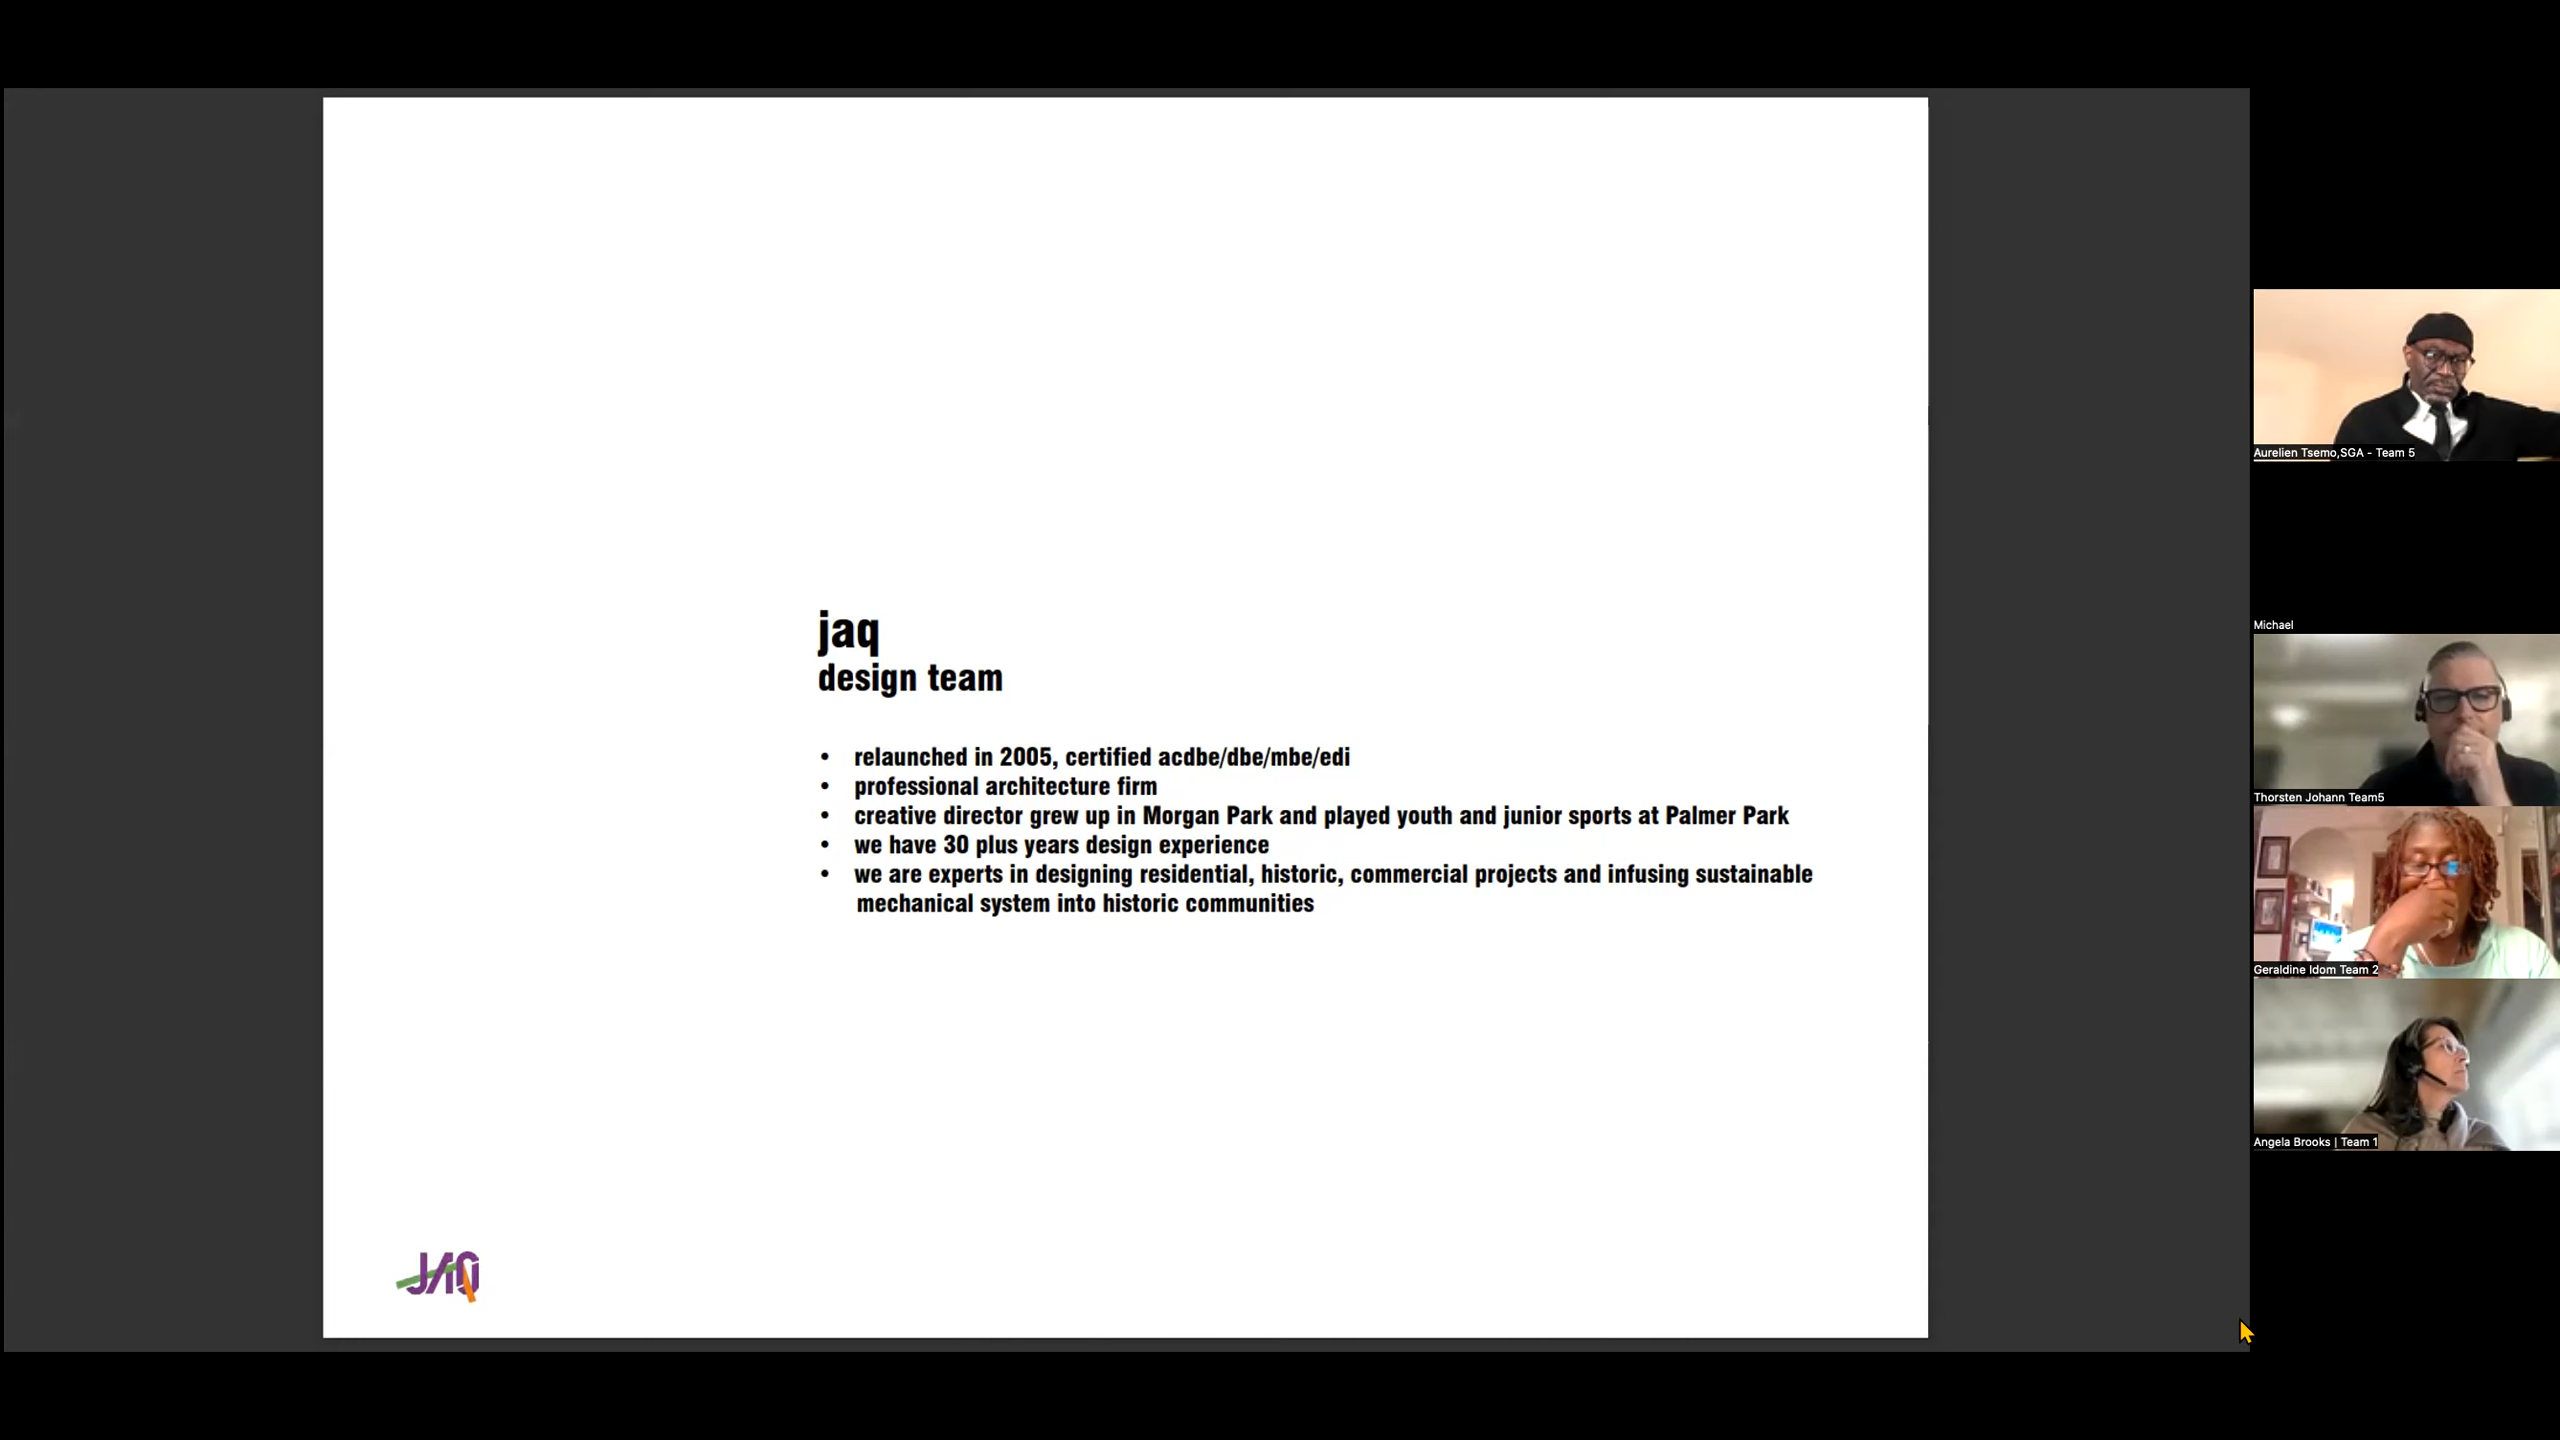 jaq
design team
• relaunched in 2005, certified acdbe/dbe/mbe/edi
• professional architecture firm
• creative director grew up in Morgan Park and played youth and junior sports at Palmer Park
• we have 30 plus years design experience
• we are experts in designing residential, historic, commercial projects and infusing sustainable
mechanical system into historic communities
JAQ
Aurelien Tsemo,SGA - Team 5
Michael
Thorsten Johann Team5
Geraldine Idom Team 2
Angela Brooks | Team 1